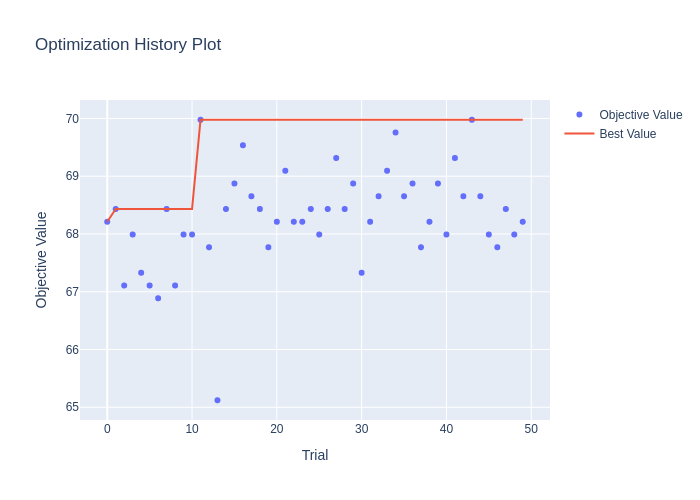 Optimization History Plot
Objective Value
Best Value
70
69
68
67
66
65
Objective Value
0
10
20
30
40
50
Trial